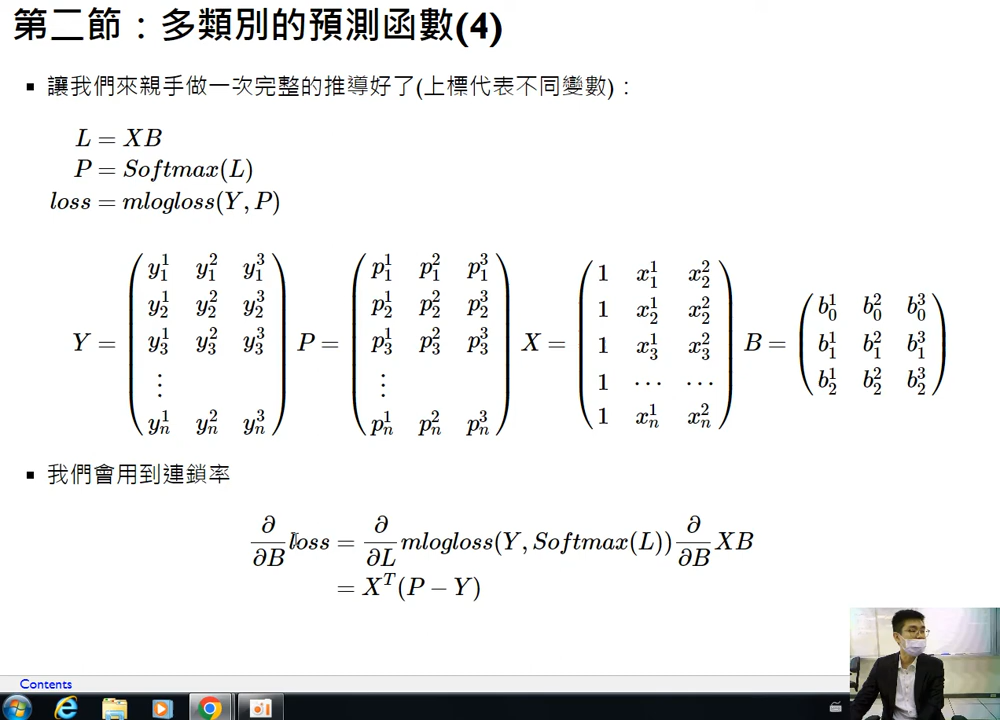 第二節：多類別的預測函數(4)
讓我們來親手做一次完整的推導好了(上標代表不同變數)：
L = XB
P = Softmax(L)
loss = mlogloss(Y, P)
Y = ( y_1^1 y_1^2 y_1^3
y_2^1 y_2^2 y_2^3
y_3^1 y_3^2 y_3^3
⋮
y_n^1 y_n^2 y_n^3 )
P = ( p_1^1 p_1^2 p_1^3
p_2^1 p_2^2 p_2^3
p_3^1 p_3^2 p_3^3
⋮
p_n^1 p_n^2 p_n^3 )
X = ( 1 x_1^1 x_2^2
1 x_2^1 x_2^2
1 x_3^1 x_3^2
1 ⋯ ⋯
1 x_n^1 x_n^2 )
B = ( b_0^1 b_0^2 b_0^3
b_1^1 b_1^2 b_1^3
b_2^1 b_2^2 b_2^3 )
我們會用到連鎖率
∂/∂B loss = ∂/∂L mlogloss(Y, Softmax(L)) ∂/∂B XB
= X^T(P − Y)
Contents